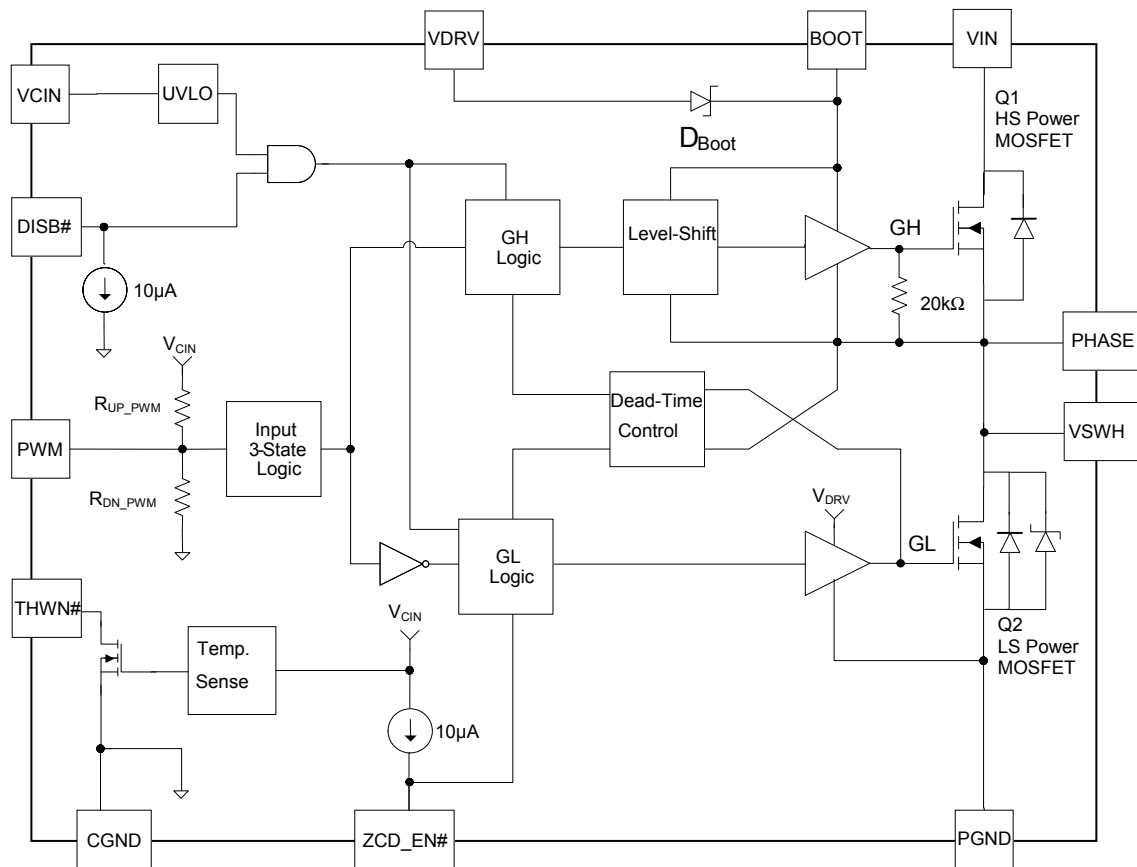 VDRV
BOOT
VIN
VCIN
UVLO
Q1
HS Power
MOSFET
DBoot
DISB#
GH
Logic
Level-Shift
GH
10µA
20kΩ
VCIN
PHASE
RUP_PWM
Dead-Time
Control
PWM
Input
3-State
Logic
VSWH
RDN_PWM
VDRV
GL
Logic
GL
THWN#
VCIN
Temp.
Sense
Q2
LS Power
MOSFET
10µA
CGND
ZCD_EN#
PGND